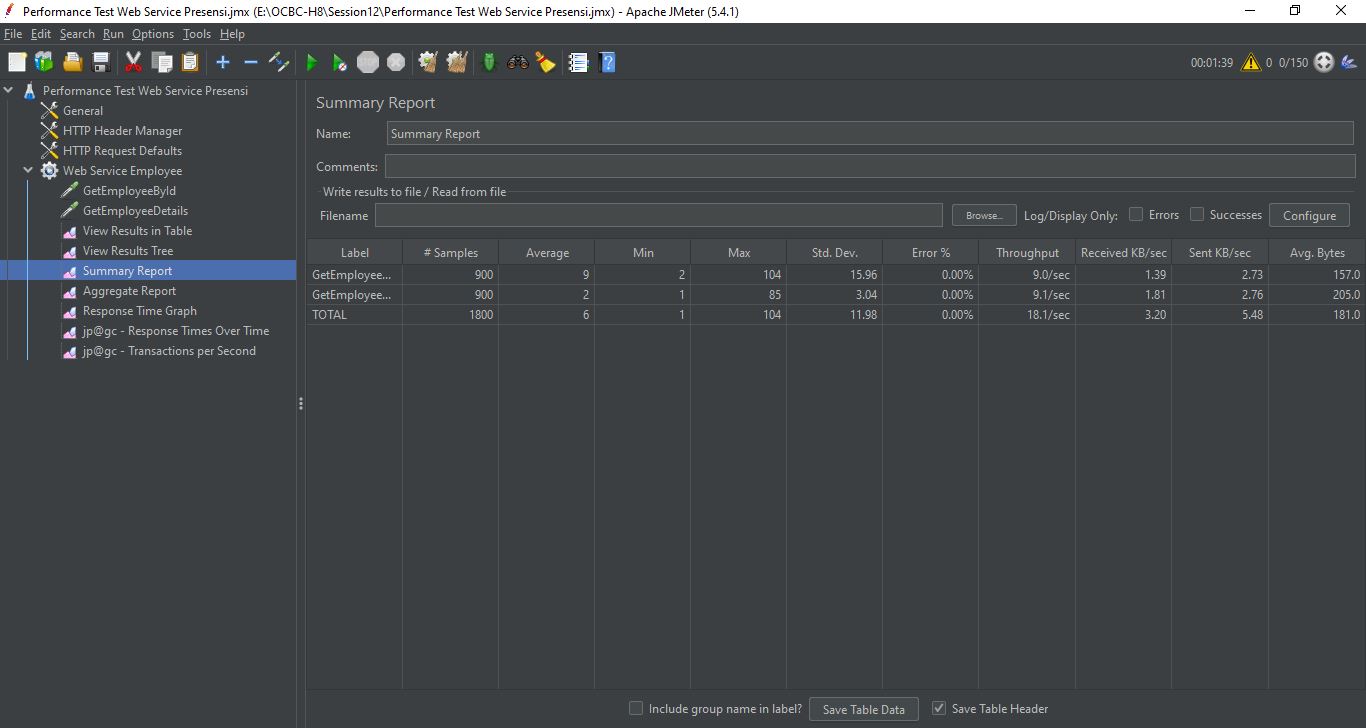 Performance Test Web Service Presensi.jmx (E:\OCBC-H8\Session12\Performance Test Web Service Presensi.jmx) - Apache JMeter (5.4.1)
File Edit Search Run Options Tools Help
STOP 00:01:39 0 0/150
Performance Test Web Service Presensi
General
HTTP Header Manager
HTTP Request Defaults
Web Service Employee
GetEmployeeById
GetEmployeeDetails
View Results in Table
View Results Tree
Summary Report
Aggregate Report
Response Time Graph
jp@gc - Response Times Over Time
jp@gc - Transactions per Second
Summary Report
Name: Summary Report
Comments:
Write results to file / Read from file
Filename Browse... Log/Display Only: Errors Successes Configure
Label # Samples Average Min Max Std. Dev. Error % Throughput Received KB/sec Sent KB/sec Avg. Bytes
GetEmployee... 900 9 2 104 15.96 0.00% 9.0/sec 1.39 2.73 157.0
GetEmployee... 900 2 1 85 3.04 0.00% 9.1/sec 1.81 2.76 205.0
TOTAL 1800 6 1 104 11.98 0.00% 18.1/sec 3.20 5.48 181.0
Include group name in label? Save Table Data Save Table Header